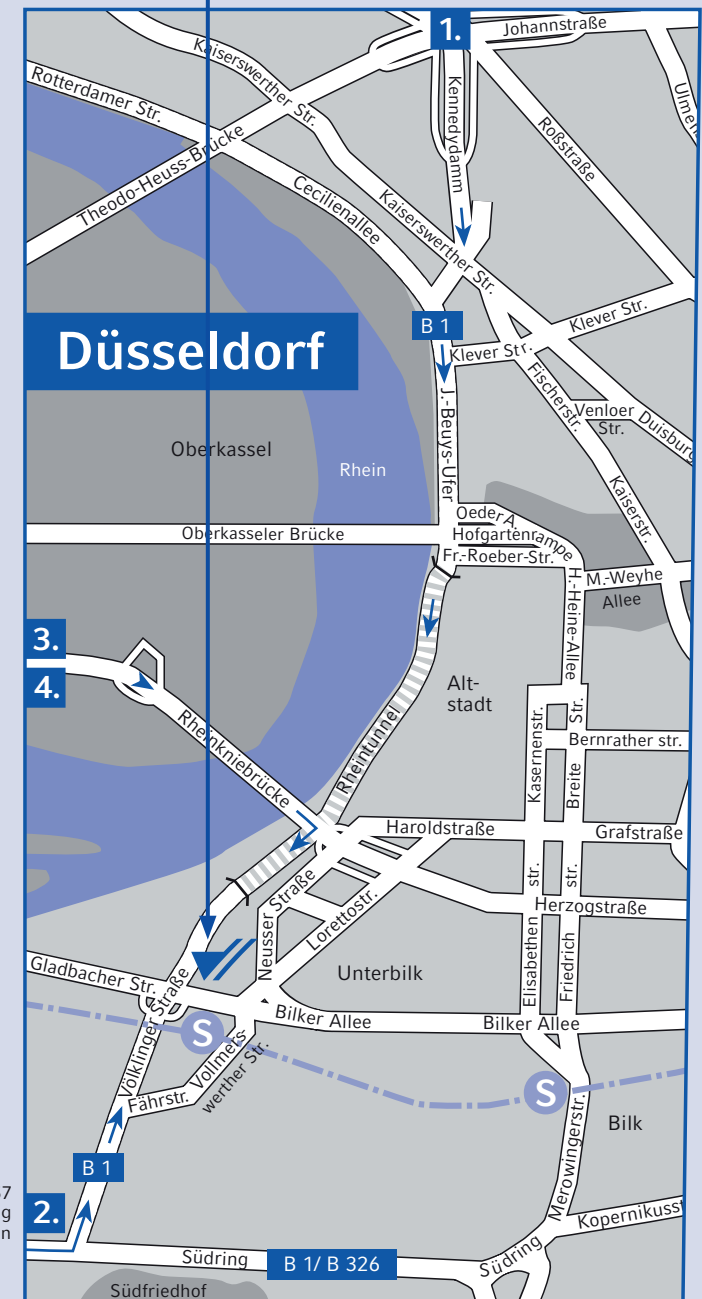 1.
Johannstraße
Kaiserswerther Str.
Rotterdamer Str.
Kennedydamm
Roßstraße
Theodo-Heuss-Brücke
Cecilienallee
Kaiserswerther Str.
B 1
Klever Str.
Klever Str.
Düsseldorf
J.-Beuys-Ufer
Fischerstr.
Venloer
Str.
Duisburg
Oberkassel
Rhein
Kaiserstr.
Oeder A.
Oberkasseler Brücke
Hofgartenrampe
Fr.-Roeber-Str.
H.-Heine-Allee
M.-Weyhe
Allee
3.
4.
Alt-
stadt
Rheinkniebrücke
Rheintunnel
Kasernenstr.
Breite Str.
Bernrather str.
Haroldstraße
Grafstraße
Neusser Straße
Lorettostr.
Elisabethen str.
Friedrich str.
Herzogstraße
Gladbacher Str.
Unterbilk
Völklinger Straße
Bilker Allee
Bilker Allee
S
Vollmers-
werther Str.
Fährstr.
S
Bilk
Merowingerstr.
B 1
7
g
n
2.
Kopernikusst
Südring
B 1/ B 326
Südring
Südfriedhof